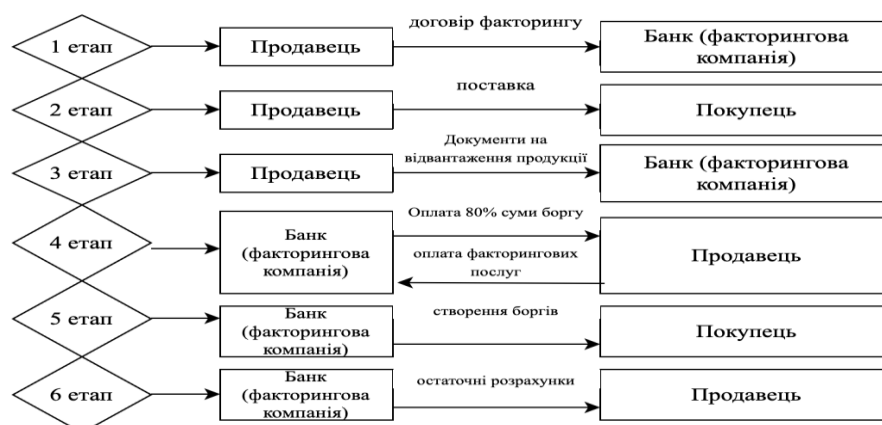 1 етап
Продавець
договір факторингу
Банк (факторингова
компанія)
2 етап
Продавець
поставка
Покупець
3 етап
Продавець
Документи на
відвантаження продукції
Банк (факторингова
компанія)
4 етап
Банк
(факторингова
компанія)
Оплата 80% суми боргу
оплата факторингових
послуг
Продавець
5 етап
Банк
(факторингова
компанія)
створення боргів
Покупець
6 етап
Банк
(факторингова
компанія)
остаточні розрахунки
Продавець